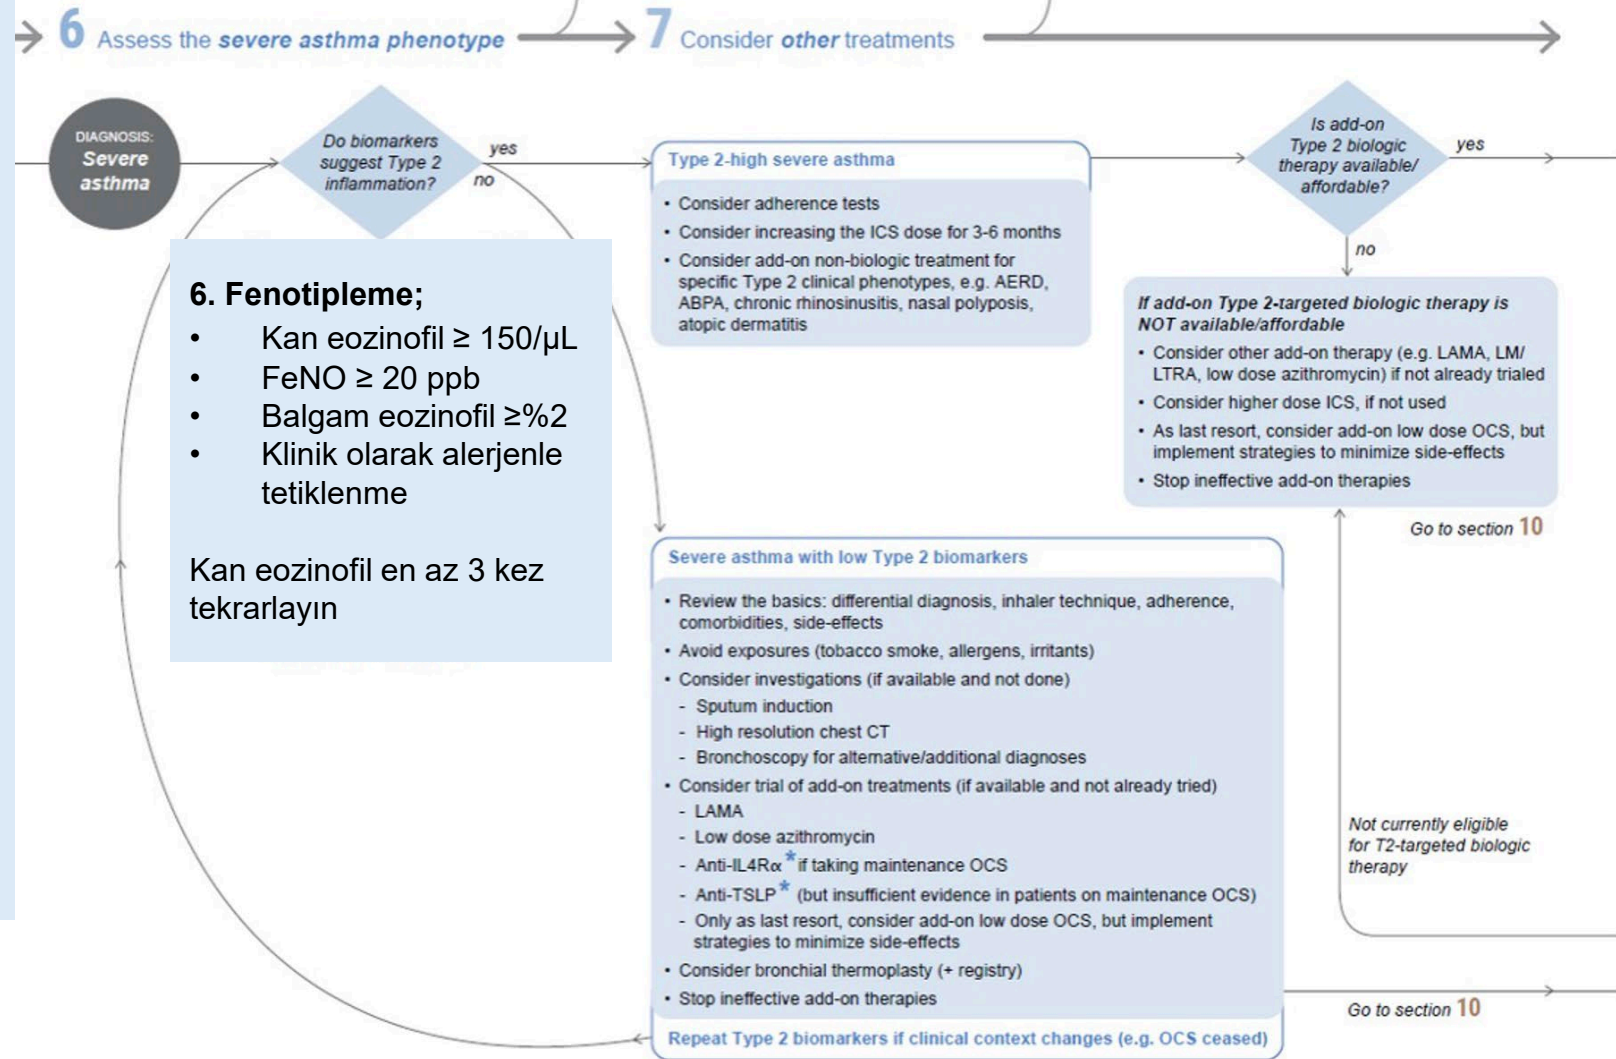 6 Assess the severe asthma phenotype
7 Consider other treatments
DIAGNOSIS:
Severe
asthma
Do biomarkers
suggest Type 2
inflammation?
yes
no
6. Fenotipleme;
• Kan eozinofil ≥ 150/µL
• FeNO ≥ 20 ppb
• Balgam eozinofil ≥%2
• Klinik olarak alerjenle
tetiklenme
Kan eozinofil en az 3 kez
tekrarlayın
Type 2-high severe asthma
• Consider adherence tests
• Consider increasing the ICS dose for 3-6 months
• Consider add-on non-biologic treatment for
specific Type 2 clinical phenotypes, e.g. AERD,
ABPA, chronic rhinosinusitis, nasal polyposis,
atopic dermatitis
Is add-on
Type 2 biologic
therapy available/
affordable?
yes
no
If add-on Type 2-targeted biologic therapy is
NOT available/affordable
• Consider other add-on therapy (e.g. LAMA, LM/
LTRA, low dose azithromycin) if not already trialed
• Consider higher dose ICS, if not used
• As last resort, consider add-on low dose OCS, but
implement strategies to minimize side-effects
• Stop ineffective add-on therapies
Go to section 10
Severe asthma with low Type 2 biomarkers
• Review the basics: differential diagnosis, inhaler technique, adherence,
comorbidities, side-effects
• Avoid exposures (tobacco smoke, allergens, irritants)
• Consider investigations (if available and not done)
- Sputum induction
- High resolution chest CT
- Bronchoscopy for alternative/additional diagnoses
• Consider trial of add-on treatments (if available and not already tried)
- LAMA
- Low dose azithromycin
- Anti-IL4Rα* if taking maintenance OCS
- Anti-TSLP* (but insufficient evidence in patients on maintenance OCS)
- Only as last resort, consider add-on low dose OCS, but implement
strategies to minimize side-effects
• Consider bronchial thermoplasty (+ registry)
• Stop ineffective add-on therapies
Repeat Type 2 biomarkers if clinical context changes (e.g. OCS ceased)
Not currently eligible
for T2-targeted biologic
therapy
Go to section 10